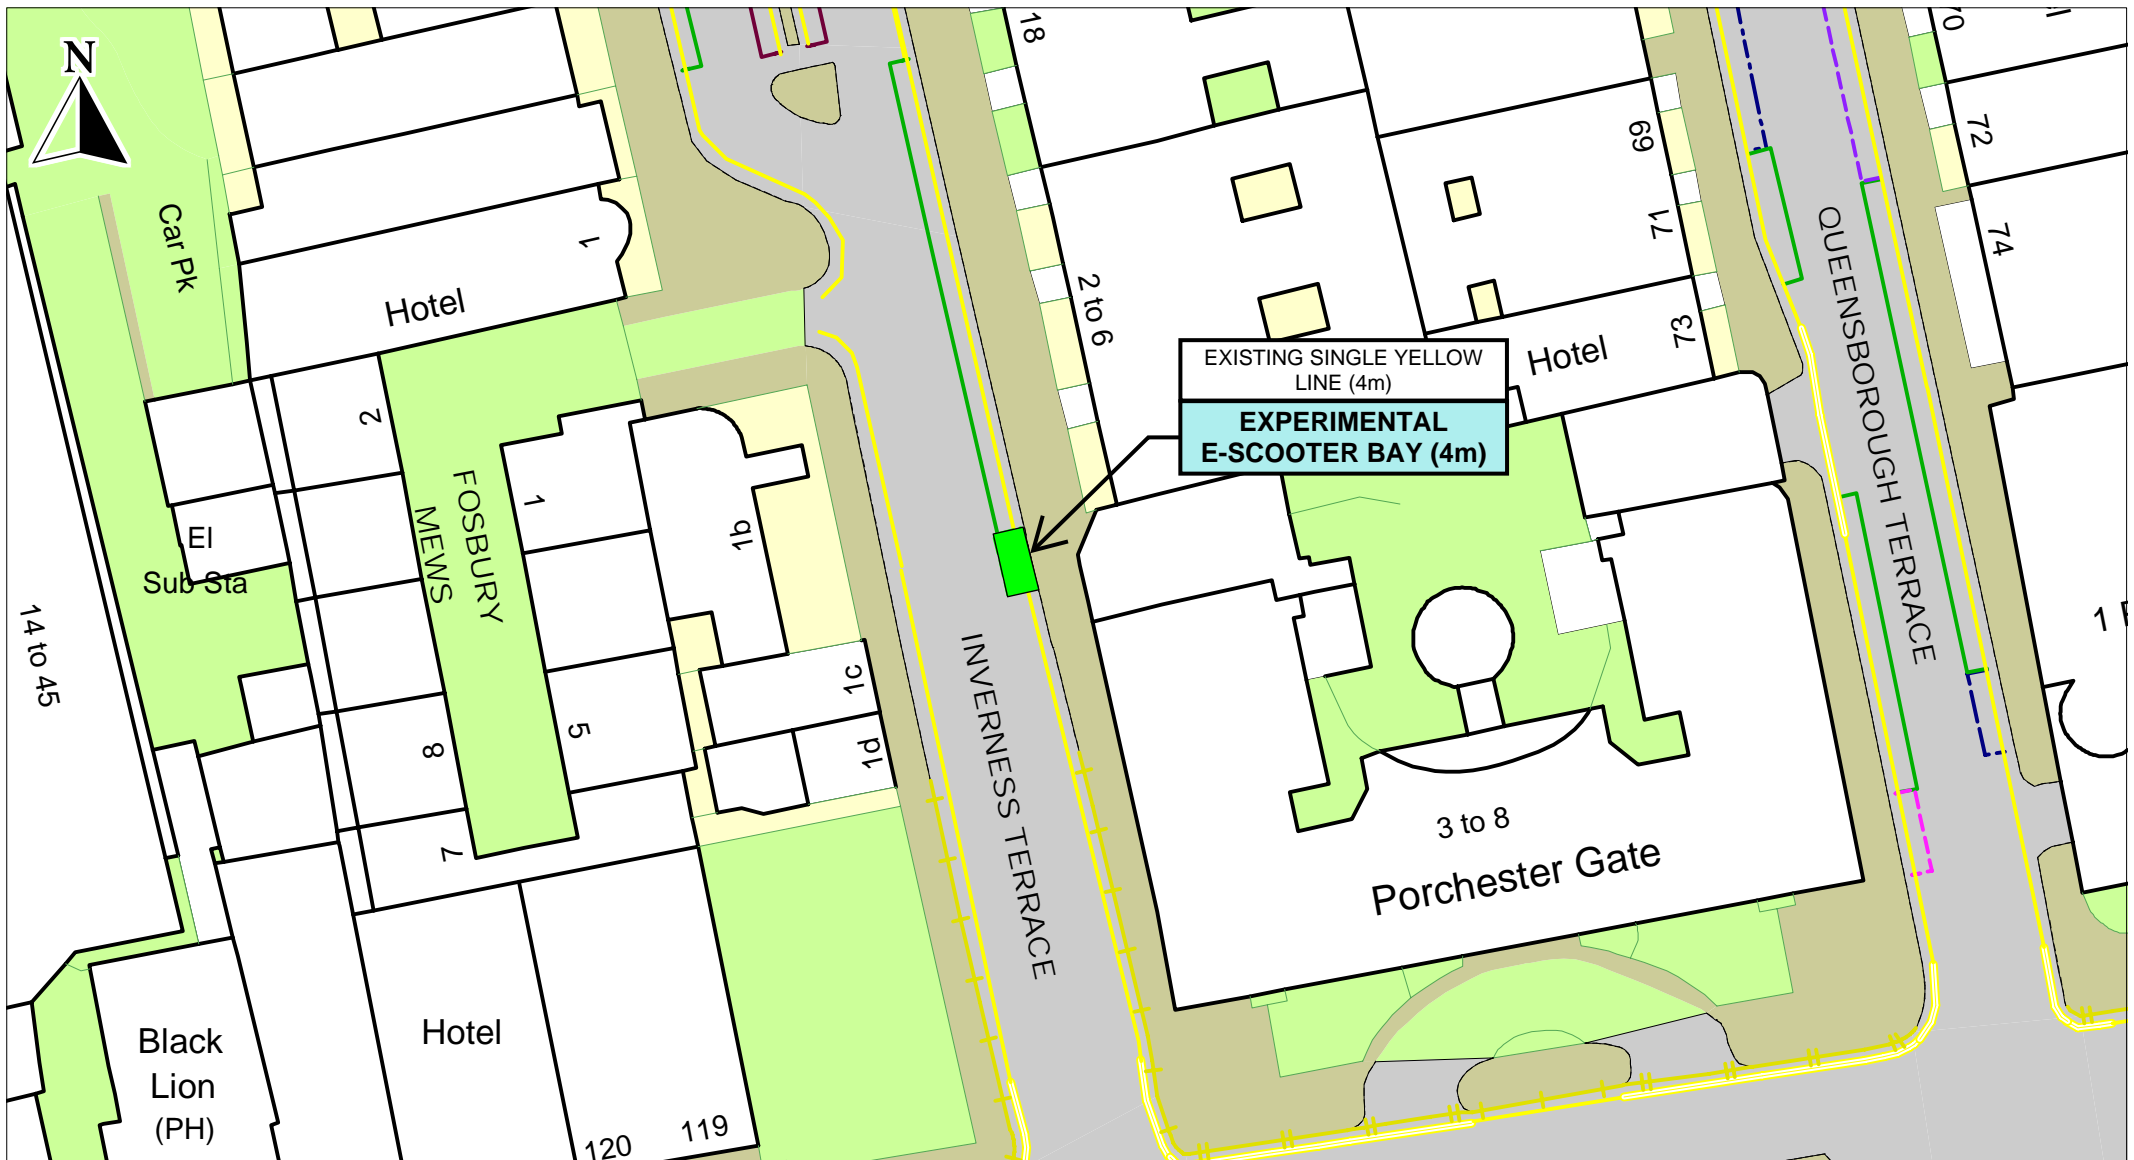 N
18
70
Car Pk
69
72
1
71
74
Hotel
2 to 6
73
Hotel
QUEENSBOROUGH TERRACE
EXISTING SINGLE YELLOW
LINE (4m)
EXPERIMENTAL
E-SCOOTER BAY (4m)
2
FOSBURY
MEWS
1
1b
El
Sub Sta
14 to 45
1
INVERNESS TERRACE
1c
8
5
1d
7
3 to 8
Porchester Gate
Black
Lion
(PH)
Hotel
120
119